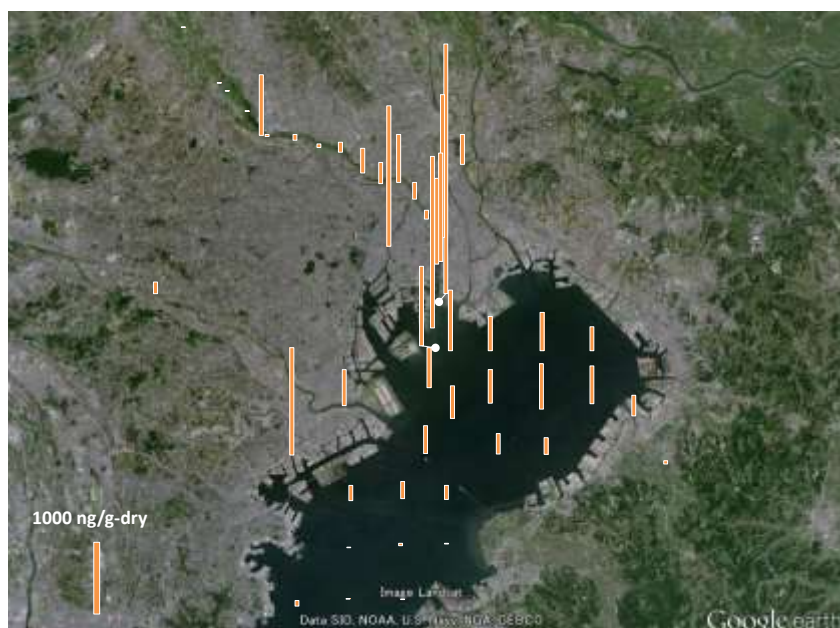 1000 ng/g-dry
Image Landsat
Data SIO, NOAA, U.S. Navy, NGA, GEBCO
Google earth